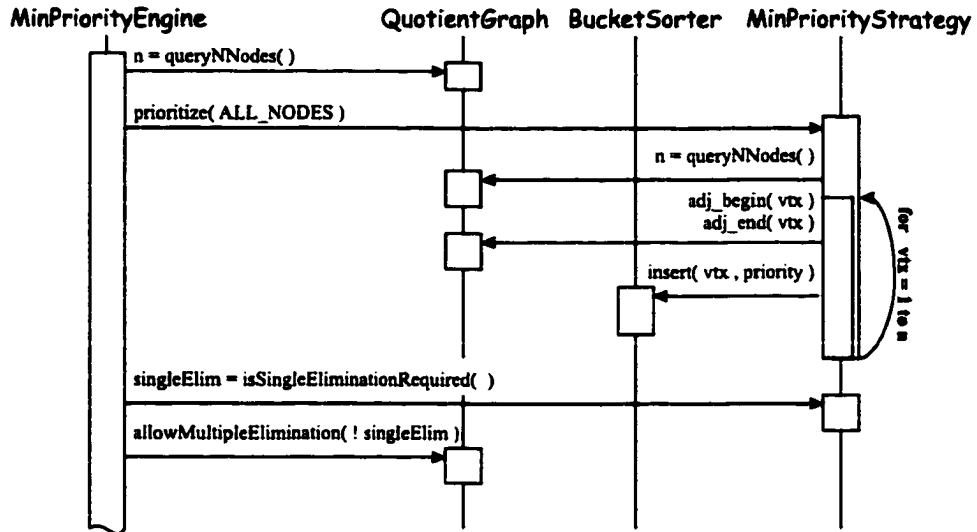 MinPriorityEngine QuotientGraph BucketSorter MinPriorityStrategy
n = queryNNodes( )
prioritize( ALL_NODES )
n = queryNNodes( )
adj_begin( vtx )
adj_end( vtx )
insert( vtx , priority )
for vtx = 1 to n
singleElim = isSingleEliminationRequired( )
allowMultipleElimination( ! singleElim )